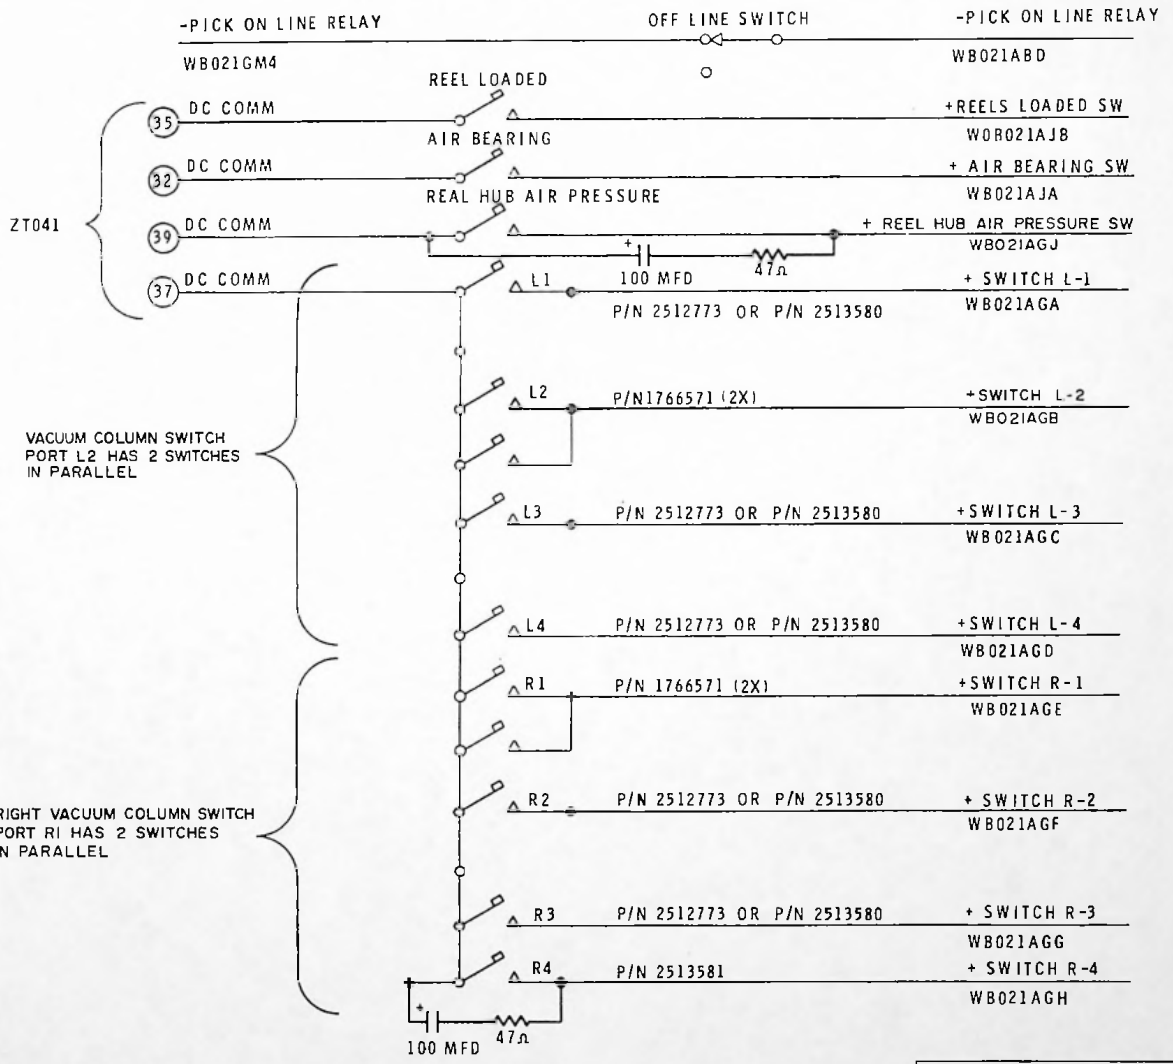 -PICK ON LINE RELAY OFF LINE SWITCH -PICK ON LINE RELAY
WB021GM4 WB021ABD
REEL LOADED
35 DC COMM +REELS LOADED SW
WOB021AJB
AIR BEARING
32 DC COMM + AIR BEARING SW
WB021AJA
REAL HUB AIR PRESSURE
ZT041
39 DC COMM + REEL HUB AIR PRESSURE SW
WB021AGJ
+ 100 MFD 47Ω
37 DC COMM L1 + SWITCH L-1
P/N 2512773 OR P/N 2513580 WB021AGA
L2 P/N1766571 (2X) +SWITCH L-2
WB021AGB
VACUUM COLUMN SWITCH
PORT L2 HAS 2 SWITCHES
IN PARALLEL
L3 P/N 2512773 OR P/N 2513580 +SWITCH L-3
WB021AGC
L4 P/N 2512773 OR P/N 2513580 +SWITCH L-4
WB021AGD
R1 P/N 1766571 (2X) +SWITCH R-1
WB021AGE
R2 P/N 2512773 OR P/N 2513580 + SWITCH R-2
WB021AGF
RIGHT VACUUM COLUMN SWITCH
PORT R1 HAS 2 SWITCHES
IN PARALLEL
R3 P/N 2512773 OR P/N 2513580 + SWITCH R-3
WB021AGG
R4 P/N 2513581 + SWITCH R-4
WB021AGH
+ 100 MFD 47Ω